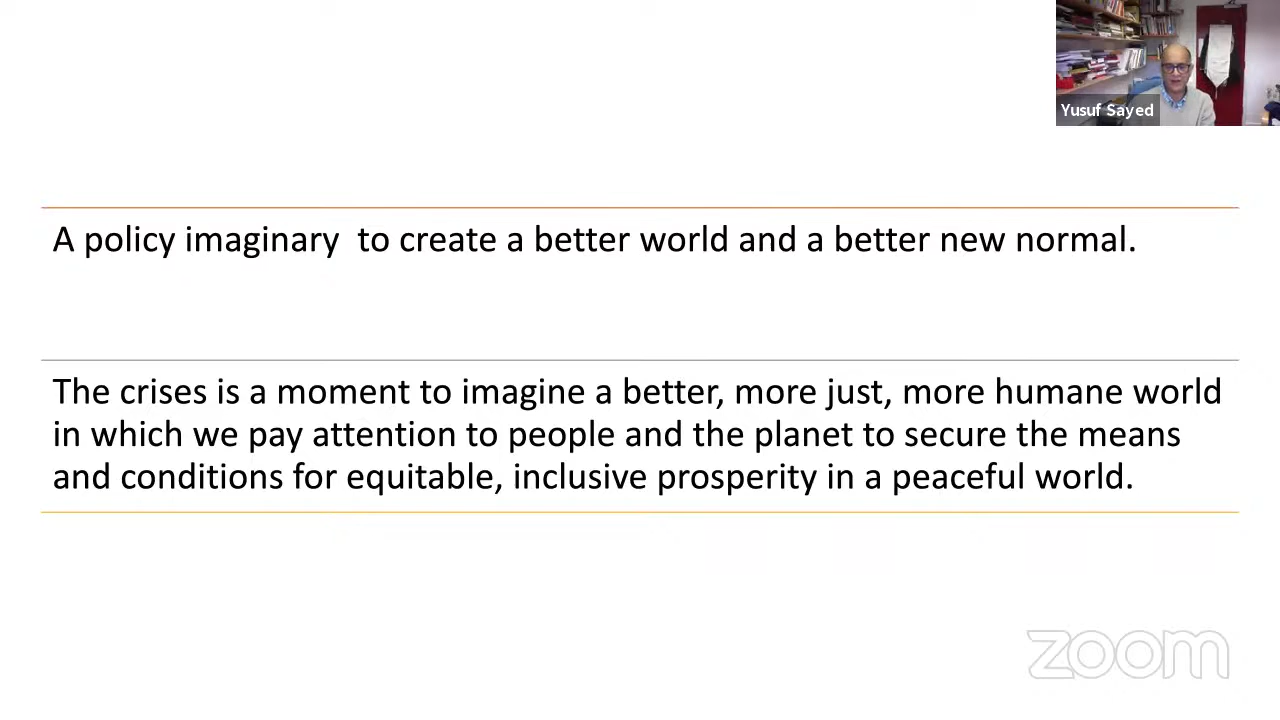 Yusuf Sayed
A policy imaginary  to create a better world and a better new normal.
The crises is a moment to imagine a better, more just, more humane world
in which we pay attention to people and the planet to secure the means
and conditions for equitable, inclusive prosperity in a peaceful world.
zoom